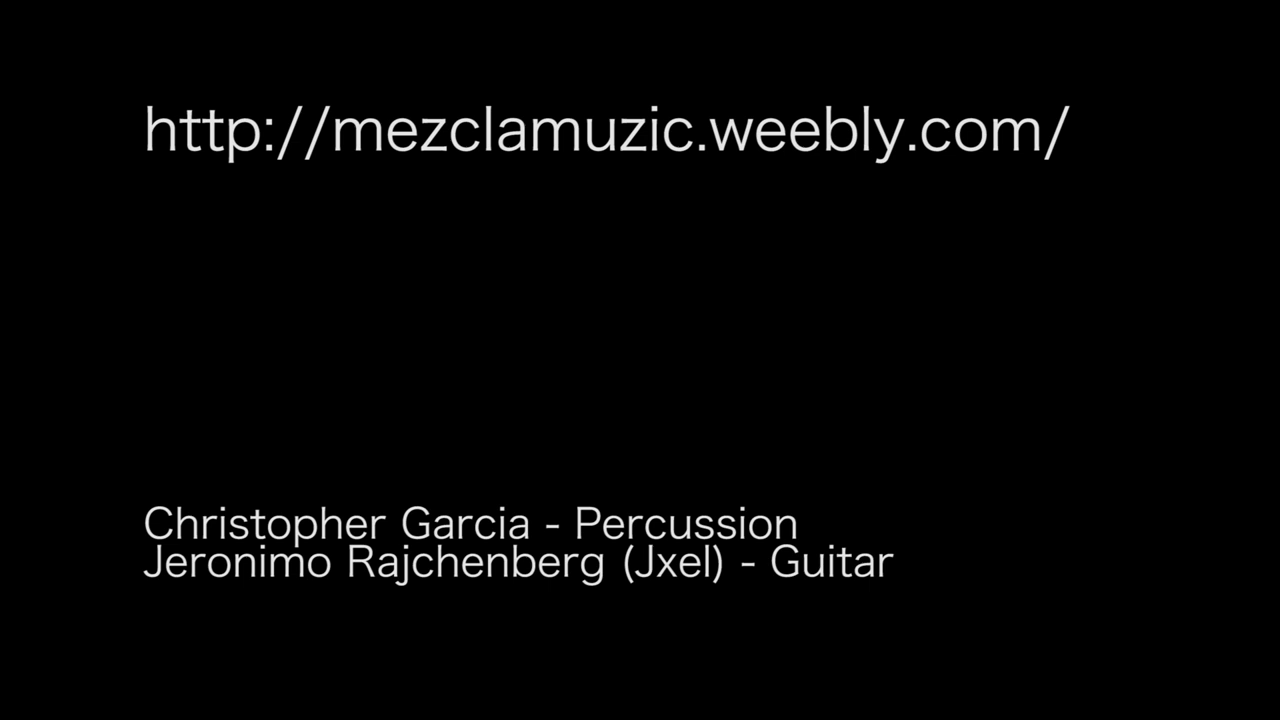 http://mezclamuzic.weebly.com/
Christopher Garcia - Percussion
Jeronimo Rajchenberg (Jxel) - Guitar